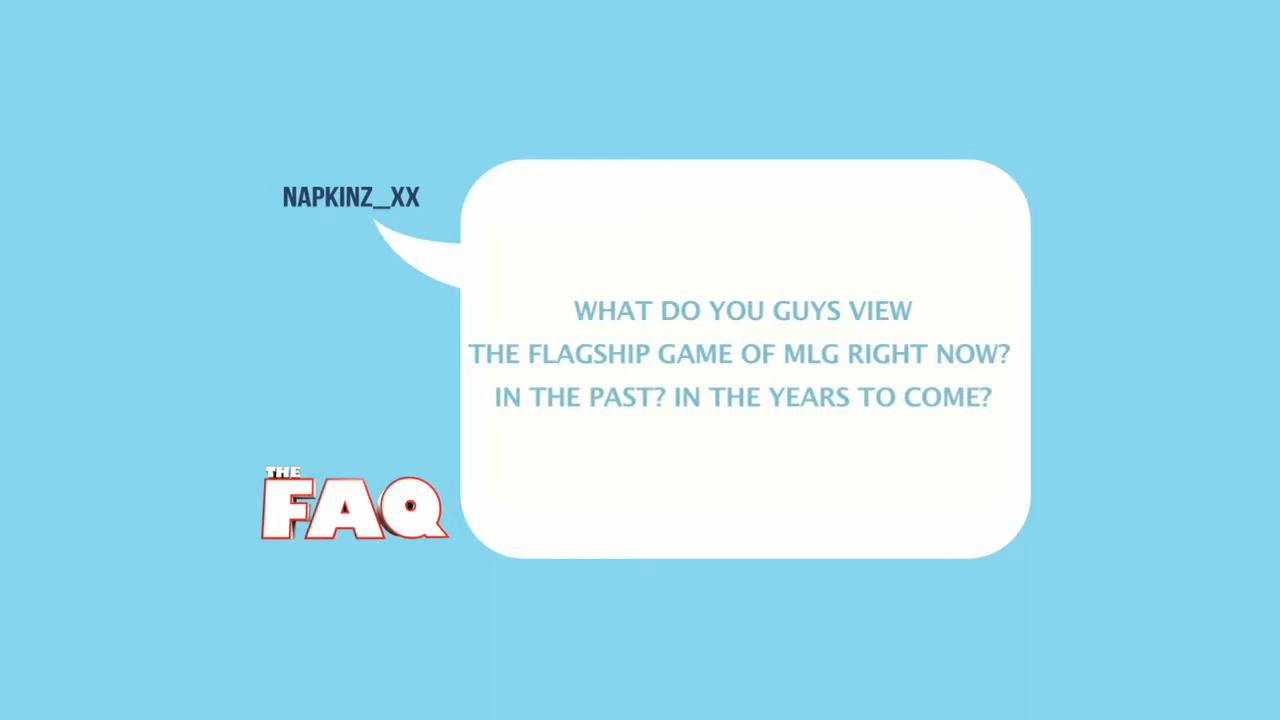 NAPKINZ_XX
WHAT DO YOU GUYS VIEW
THE FLAGSHIP GAME OF MLG RIGHT NOW?
IN THE PAST? IN THE YEARS TO COME?
THE
FAQ